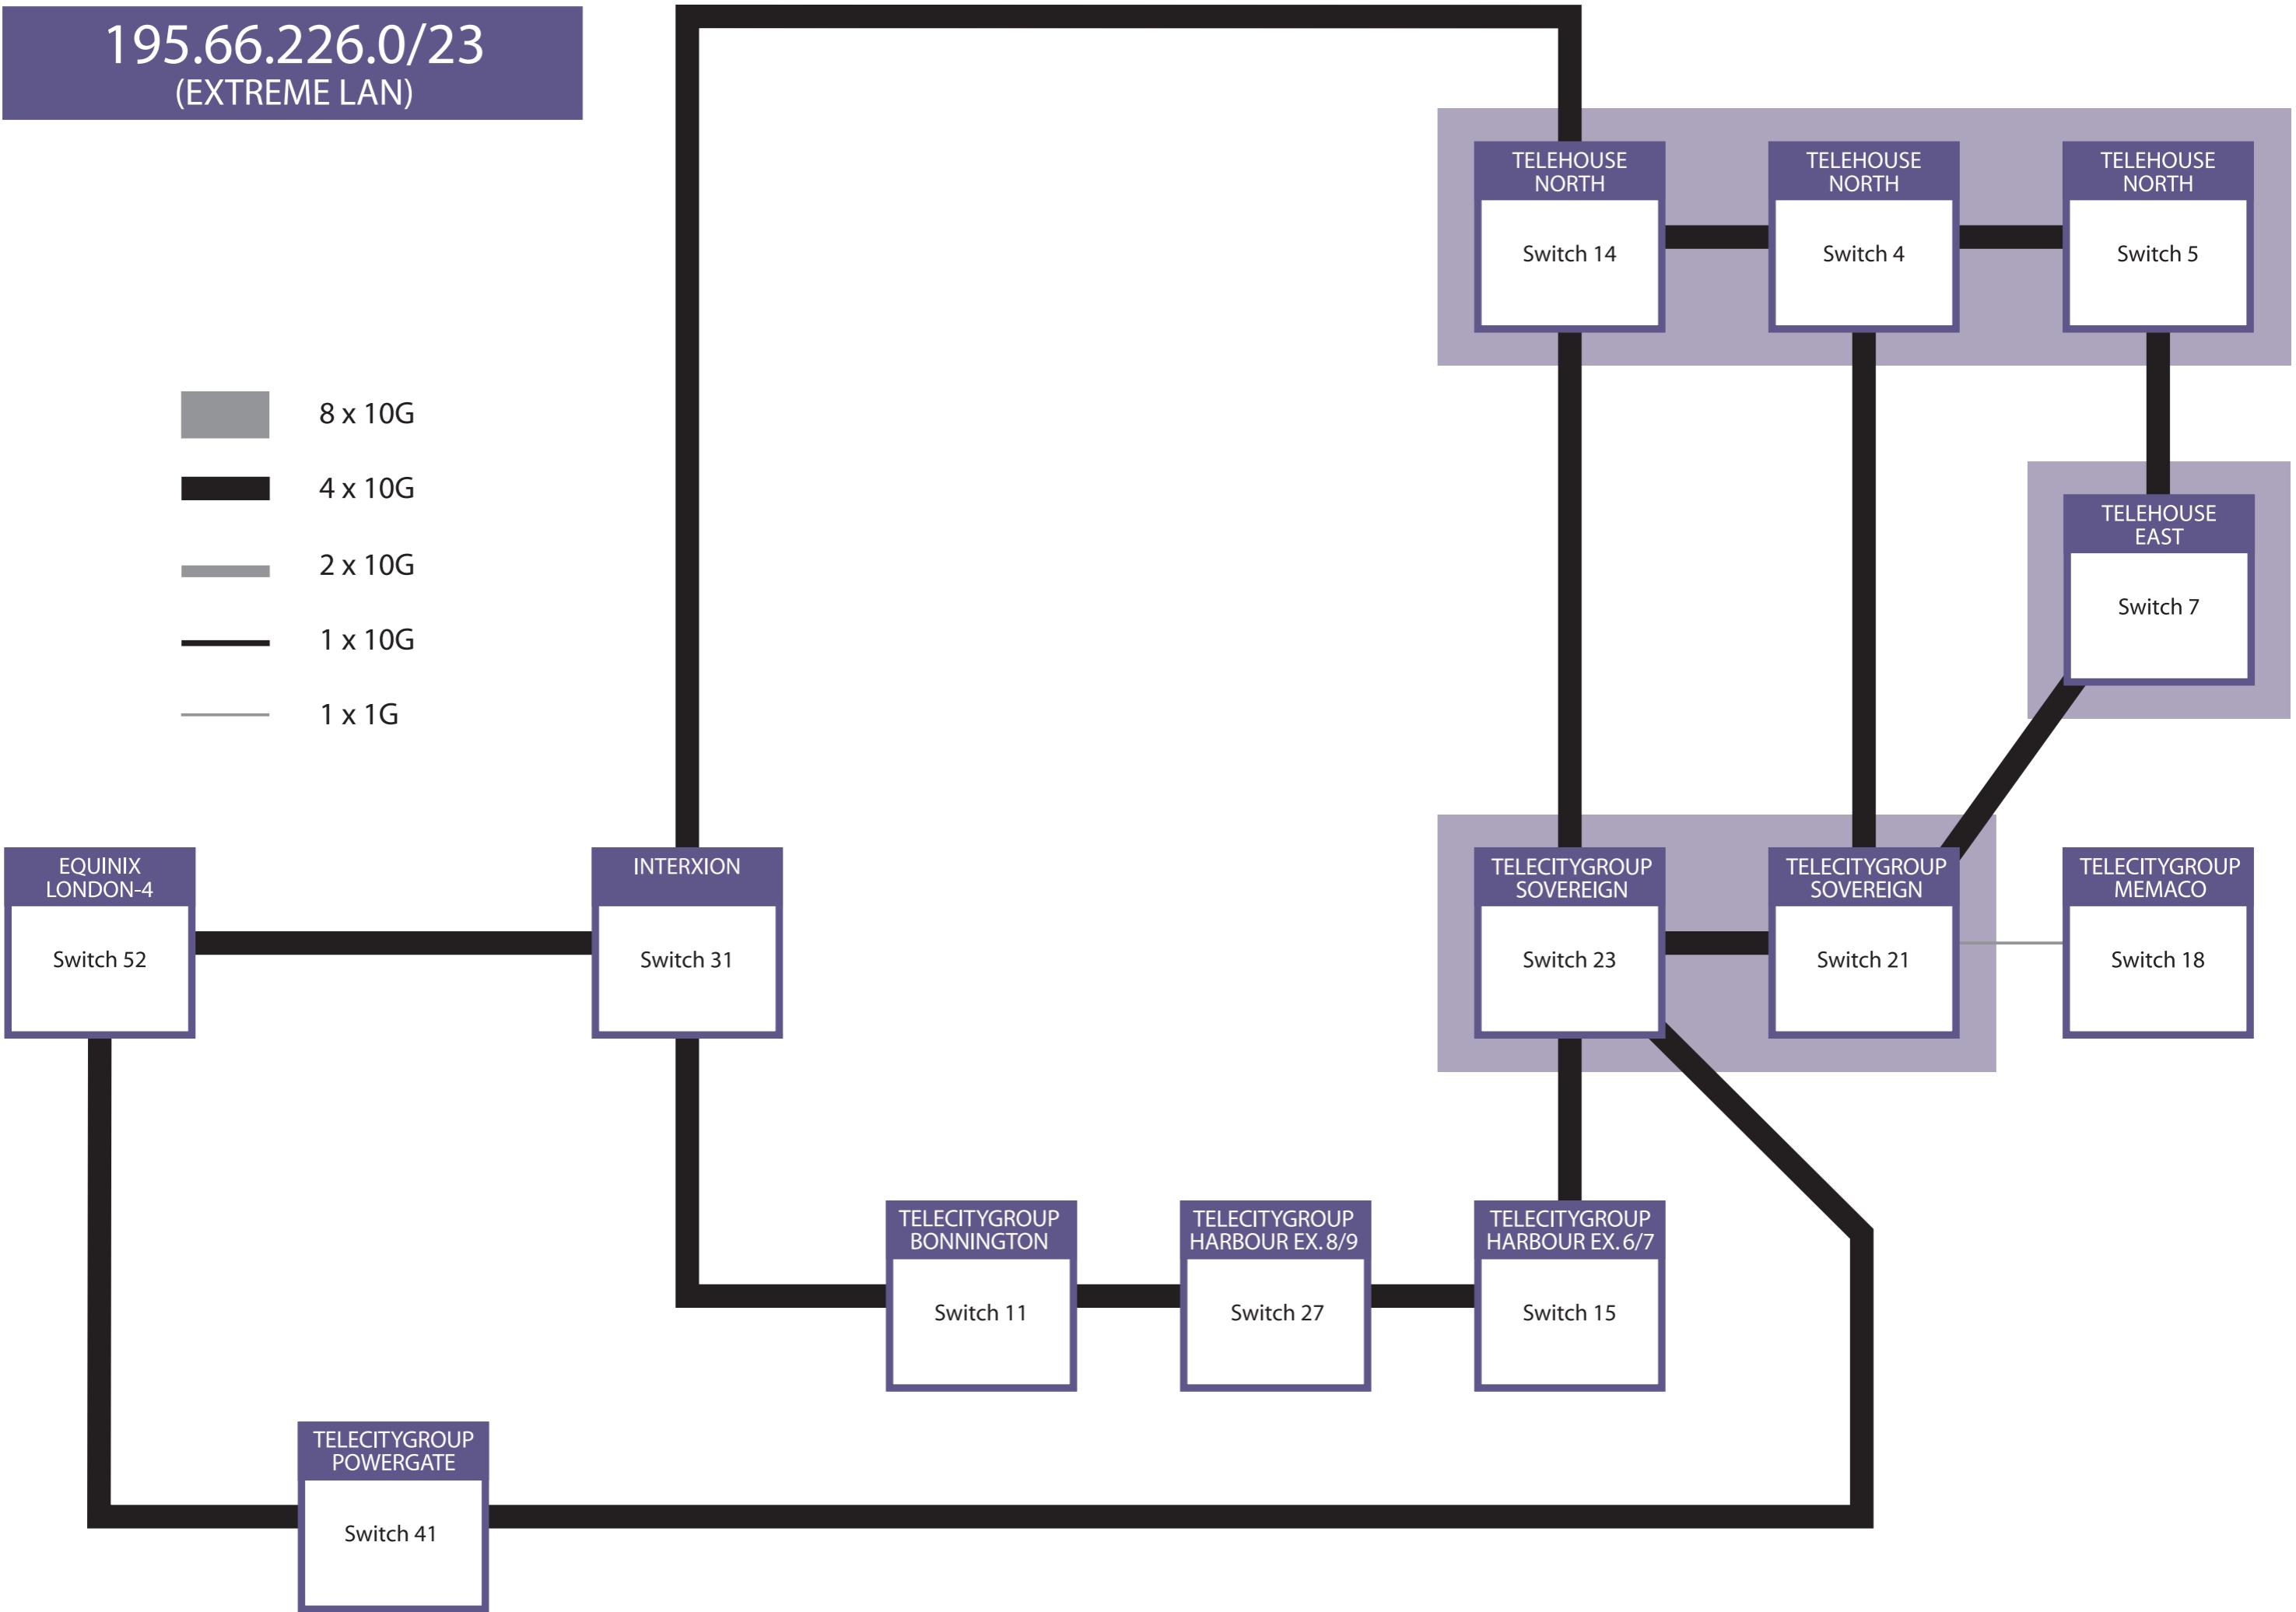 195.66.226.0/23
(EXTREME LAN)
8 x 10G
4 x 10G
2 x 10G
1 x 10G
1 x 1G
TELEHOUSE
NORTH
Switch 14
TELEHOUSE
NORTH
Switch 4
TELEHOUSE
NORTH
Switch 5
TELEHOUSE
EAST
Switch 7
EQUINIX
LONDON-4
Switch 52
INTERXION
Switch 31
TELECITYGROUP
SOVEREIGN
Switch 23
TELECITYGROUP
SOVEREIGN
Switch 21
TELECITYGROUP
MEMACO
Switch 18
TELECITYGROUP
BONNINGTON
Switch 11
TELECITYGROUP
HARBOUR EX. 8/9
Switch 27
TELECITYGROUP
HARBOUR EX. 6/7
Switch 15
TELECITYGROUP
POWERGATE
Switch 41